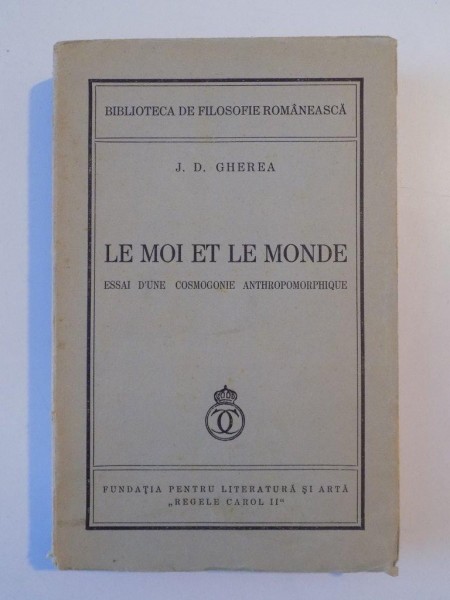 BIBLIOTECA DE FILOSOFIE ROMÂNEASCĂ
J. D. GHEREA
LE MOI ET LE MONDE
ESSAI D'UNE COSMOGONIE ANTHROPOMORPHIQUE
FUNDAȚIA PENTRU LITERATURĂ ȘI ARTĂ
„REGELE CAROL II“